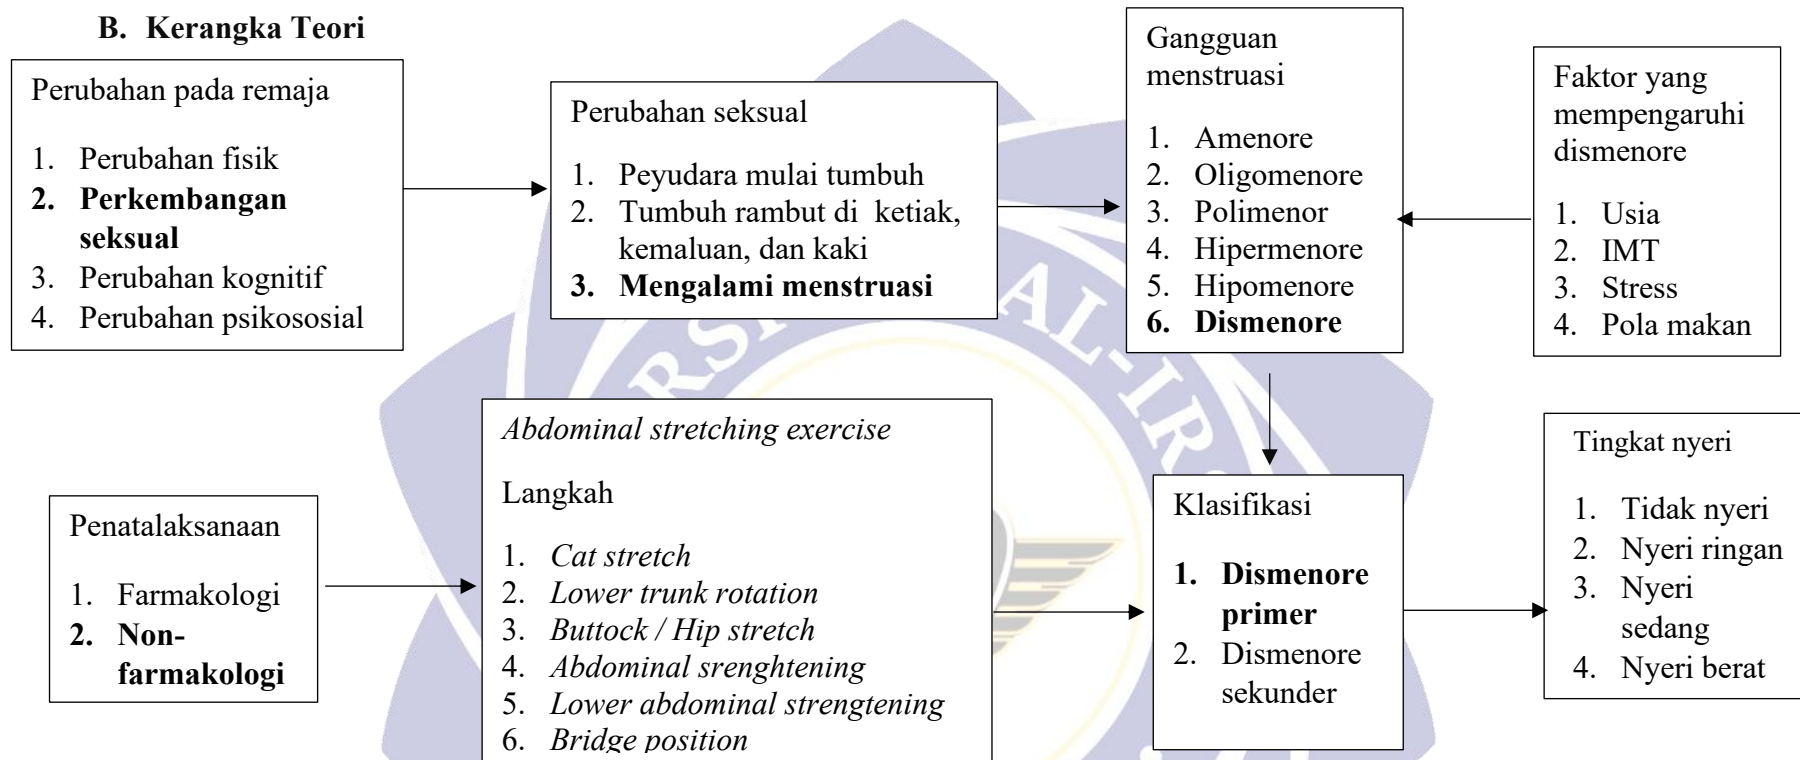 B. Kerangka Teori
Perubahan pada remaja
1. Perubahan fisik
2. Perkembangan
seksual
3. Perubahan kognitif
4. Perubahan psikososial
Perubahan seksual
1. Peyudara mulai tumbuh
2. Tumbuh rambut di ketiak,
kemaluan, dan kaki
3. Mengalami menstruasi
Gangguan
menstruasi
1. Amenore
2. Oligomenore
3. Polimenor
4. Hipermenore
5. Hipomenore
6. Dismenore
Faktor yang
mempengaruhi
dismenore
1. Usia
2. IMT
3. Stress
4. Pola makan
Penatalaksanaan
1. Farmakologi
2. Non-
farmakologi
Abdominal stretching exercise
Langkah
1. Cat stretch
2. Lower trunk rotation
3. Buttock / Hip stretch
4. Abdominal srenghtening
5. Lower abdominal strengtening
6. Bridge position
Klasifikasi
1. Dismenore
primer
2. Dismenore
sekunder
Tingkat nyeri
1. Tidak nyeri
2. Nyeri ringan
3. Nyeri
sedang
4. Nyeri berat